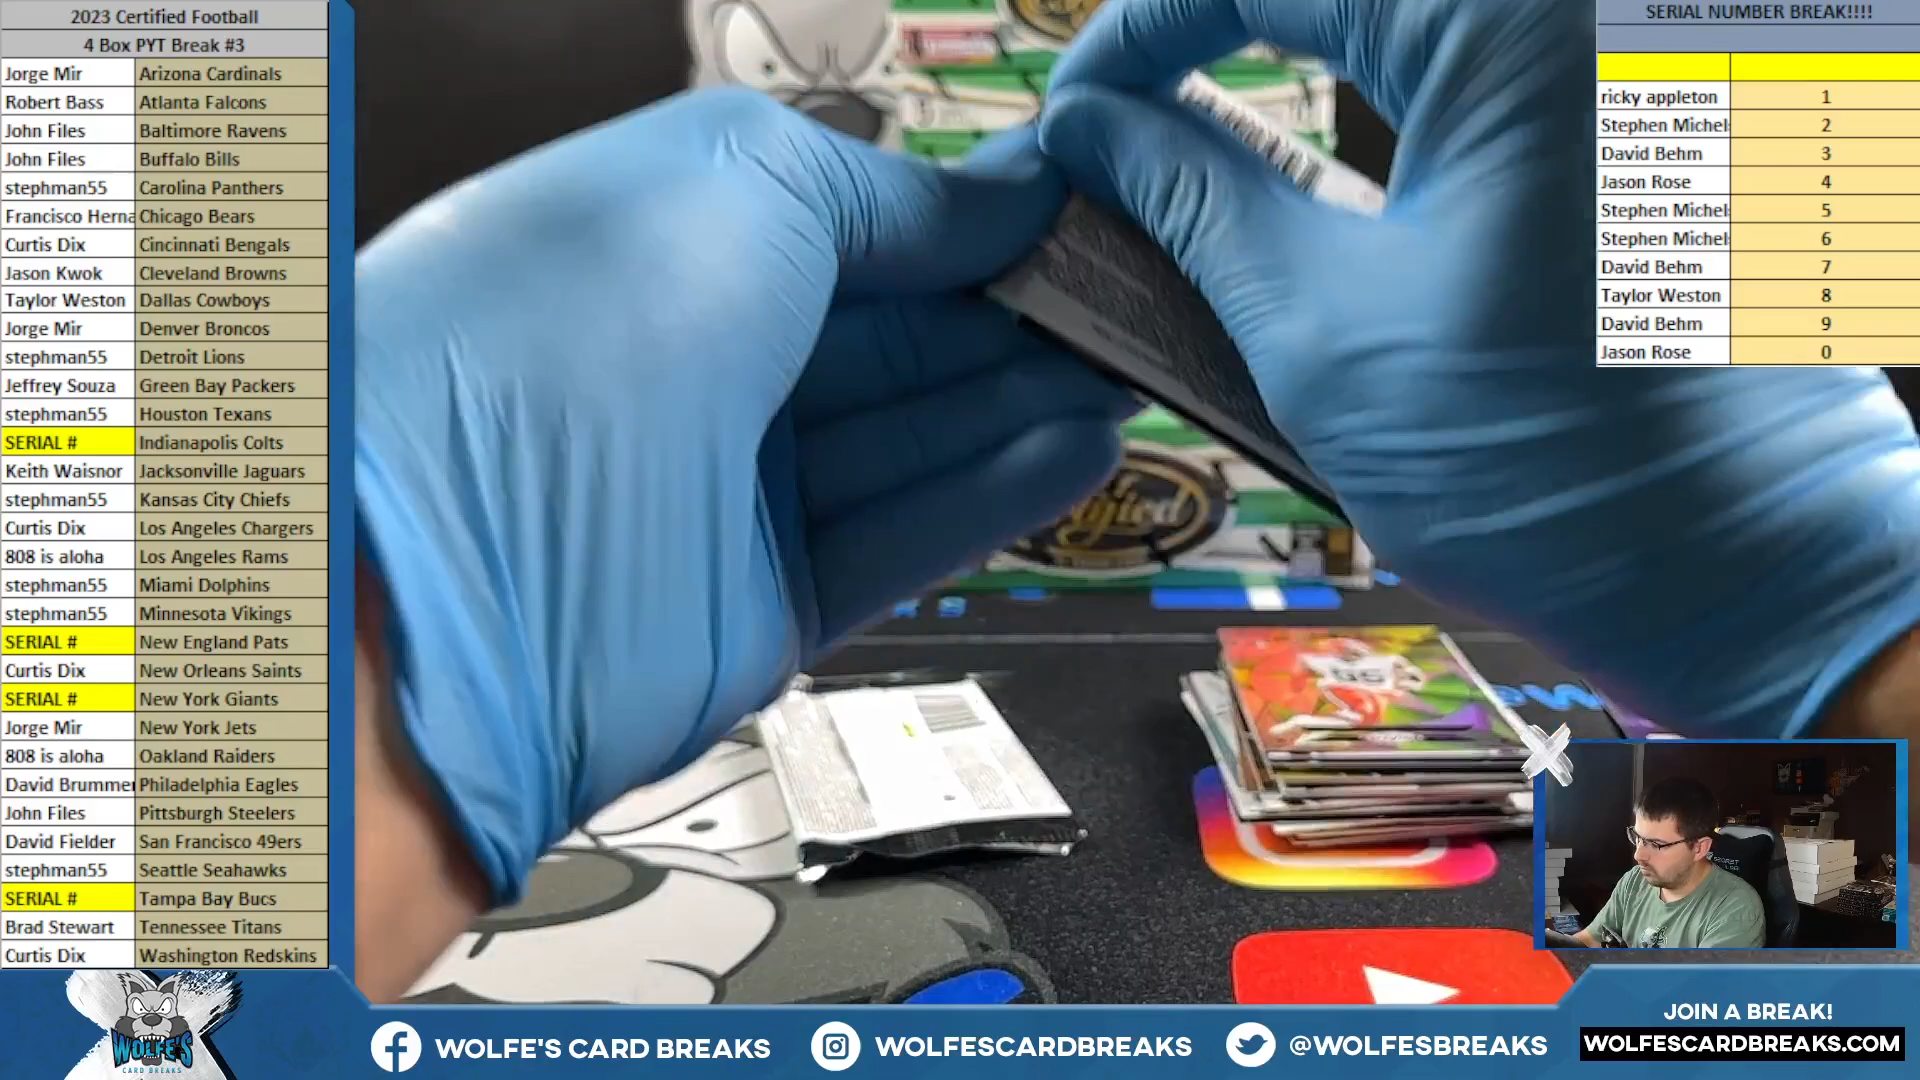 2023 Certified Football
4 Box PYT Break #3
Jorge Mir Arizona Cardinals
Robert Bass Atlanta Falcons
John Files Baltimore Ravens
John Files Buffalo Bills
stephman55 Carolina Panthers
Francisco Herna Chicago Bears
Curtis Dix Cincinnati Bengals
Jason Kwok Cleveland Browns
Taylor Weston Dallas Cowboys
Jorge Mir Denver Broncos
stephman55 Detroit Lions
Jeffrey Souza Green Bay Packers
stephman55 Houston Texans
SERIAL # Indianapolis Colts
Keith Waisnor Jacksonville Jaguars
stephman55 Kansas City Chiefs
Curtis Dix Los Angeles Chargers
808 is aloha Los Angeles Rams
stephman55 Miami Dolphins
stephman55 Minnesota Vikings
SERIAL # New England Pats
Curtis Dix New Orleans Saints
SERIAL # New York Giants
Jorge Mir New York Jets
808 is aloha Oakland Raiders
David Brummer Philadelphia Eagles
John Files Pittsburgh Steelers
David Fielder San Francisco 49ers
stephman55 Seattle Seahawks
SERIAL # Tampa Bay Bucs
Brad Stewart Tennessee Titans
Curtis Dix Washington Redskins
SERIAL NUMBER BREAK!!!!
ricky appleton 1
Stephen Michel 2
David Behm 3
Jason Rose 4
Stephen Michel 5
Stephen Michel 6
David Behm 7
Taylor Weston 8
David Behm 9
Jason Rose 0
WOLFE'S
CARD BREAKS
WOLFE'S CARD BREAKS
WOLFESCARDBREAKS
@WOLFESBREAKS
JOIN A BREAK!
WOLFESCARDBREAKS.COM